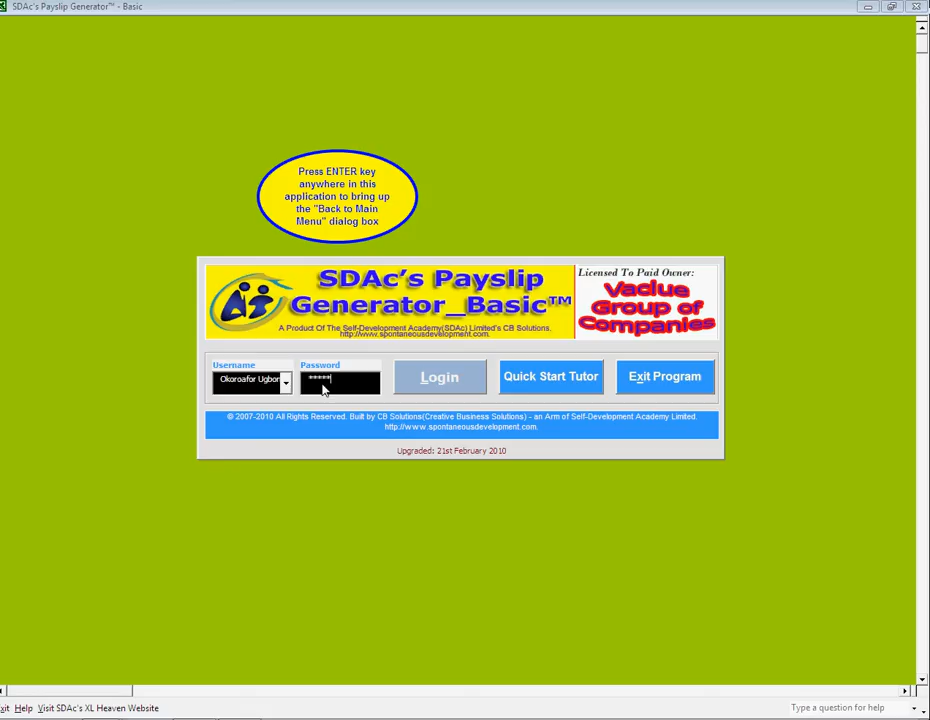 SDAc's Payslip Generator™ - Basic
Press ENTER key
anywhere in this
application to bring up
the "Back to Main
Menu" dialog box
SDAc's Payslip
Generator_Basic™
A Product Of The Self-Development Academy(SDAc) Limited's CB Solutions.
http://www.spontaneousdevelopment.com.
Licensed To Paid Owner:
Vaclue
Group of
Companies
Username
Password
Okoroafor Ugbor
*****
Login
Quick Start Tutor
Exit Program
© 2007-2010 All Rights Reserved. Built by CB Solutions(Creative Business Solutions) - an Arm of Self-Development Academy Limited.
http://www.spontaneousdevelopment.com.
Upgraded: 21st February 2010
xit Help Visit SDAc's XL Heaven Website
Type a question for help